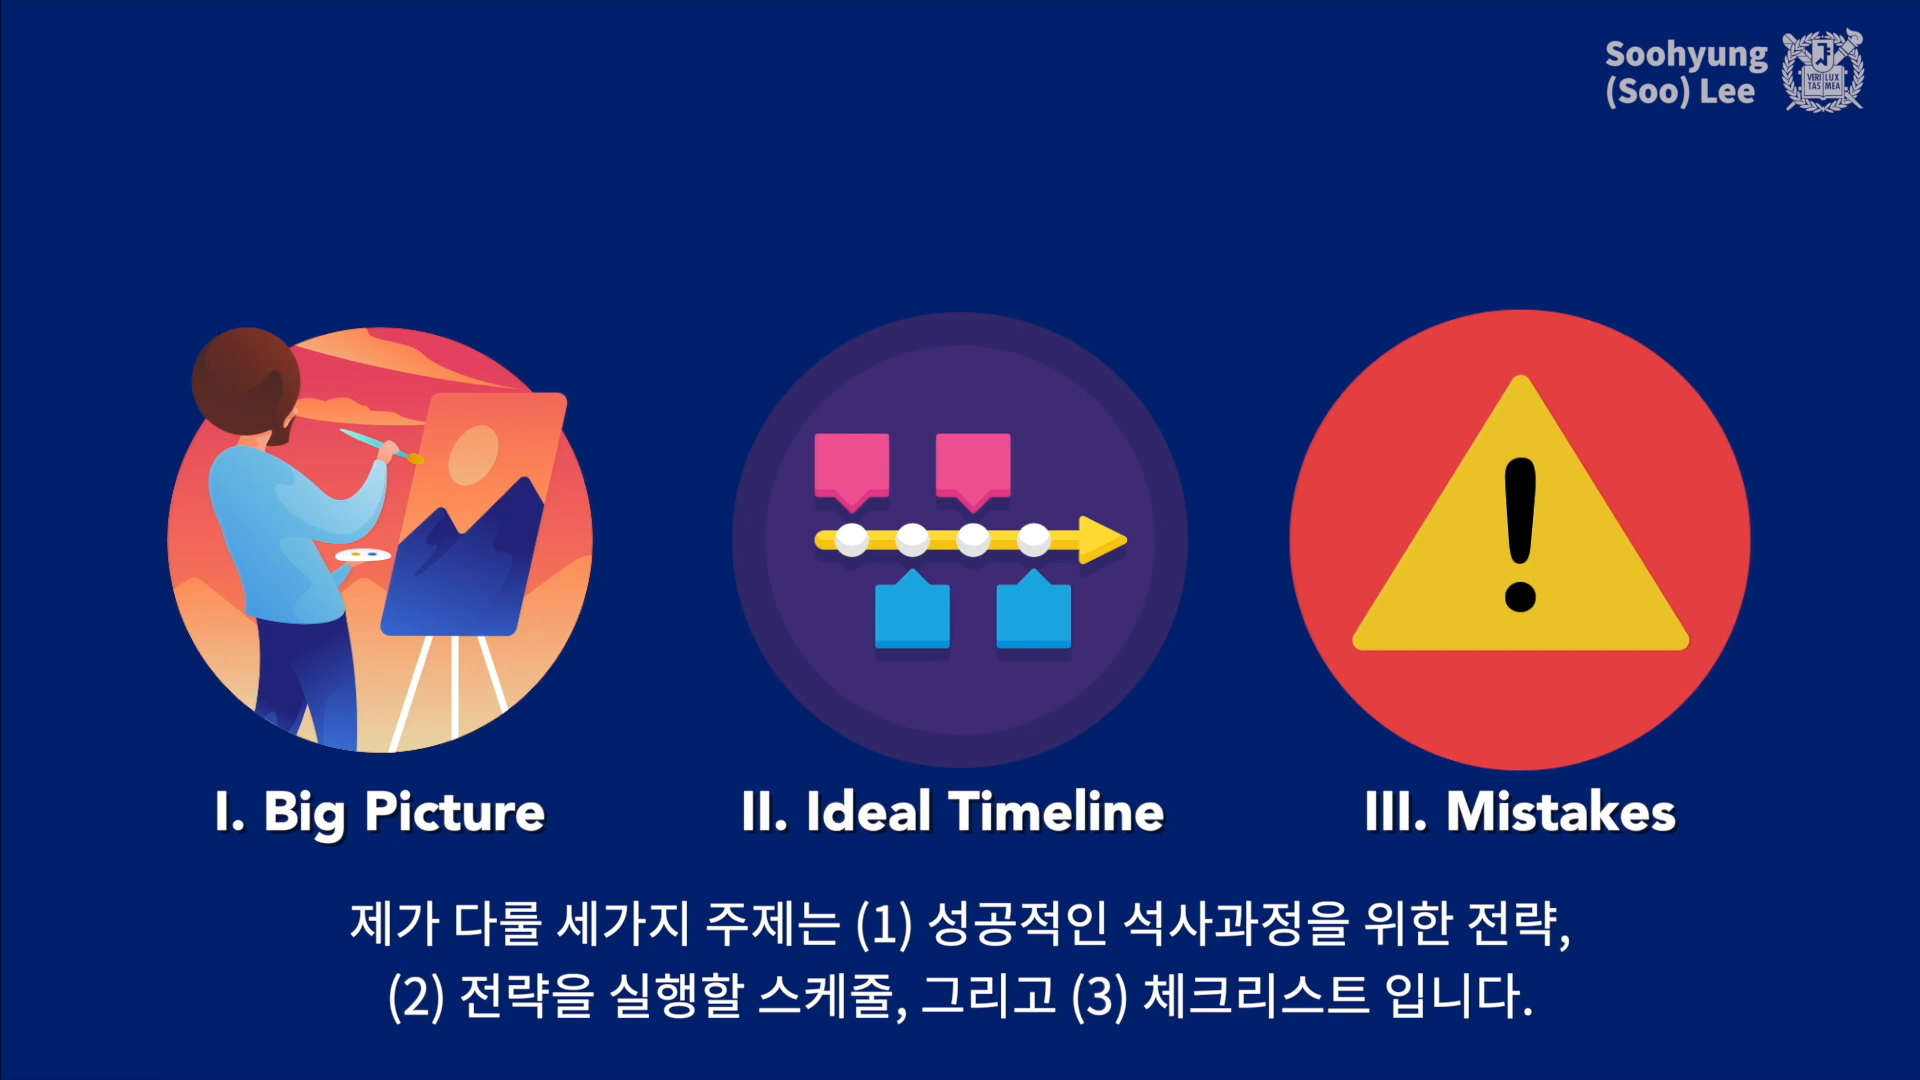 Soohyung
(Soo) Lee
VERI LUX
TAS MEA
I. Big Picture
II. Ideal Timeline
III. Mistakes
제가 다룰 세가지 주제는 (1) 성공적인 석사과정을 위한 전략,
(2) 전략을 실행할 스케줄, 그리고 (3) 체크리스트 입니다.